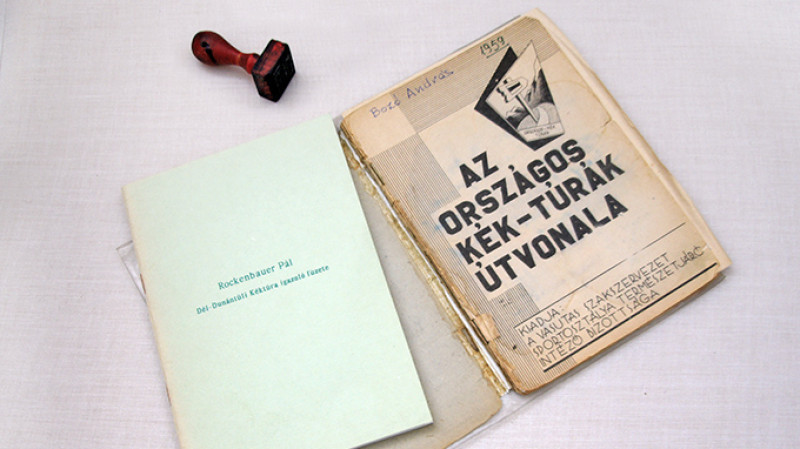 Rockenbauer Pál
Dél-Dunántúli Kéktúra igazoló füzete
Bozó András
1959
AZ
ORSZÁGOS
KÉK-TÚRÁK
ÚTVONALA
KIADJA:
A VASUTAS SZAKSZERVEZET
SPORTOSZTÁLYA TERMÉSZETJÁRÓ
INTÉZŐ BIZOTTSÁGA